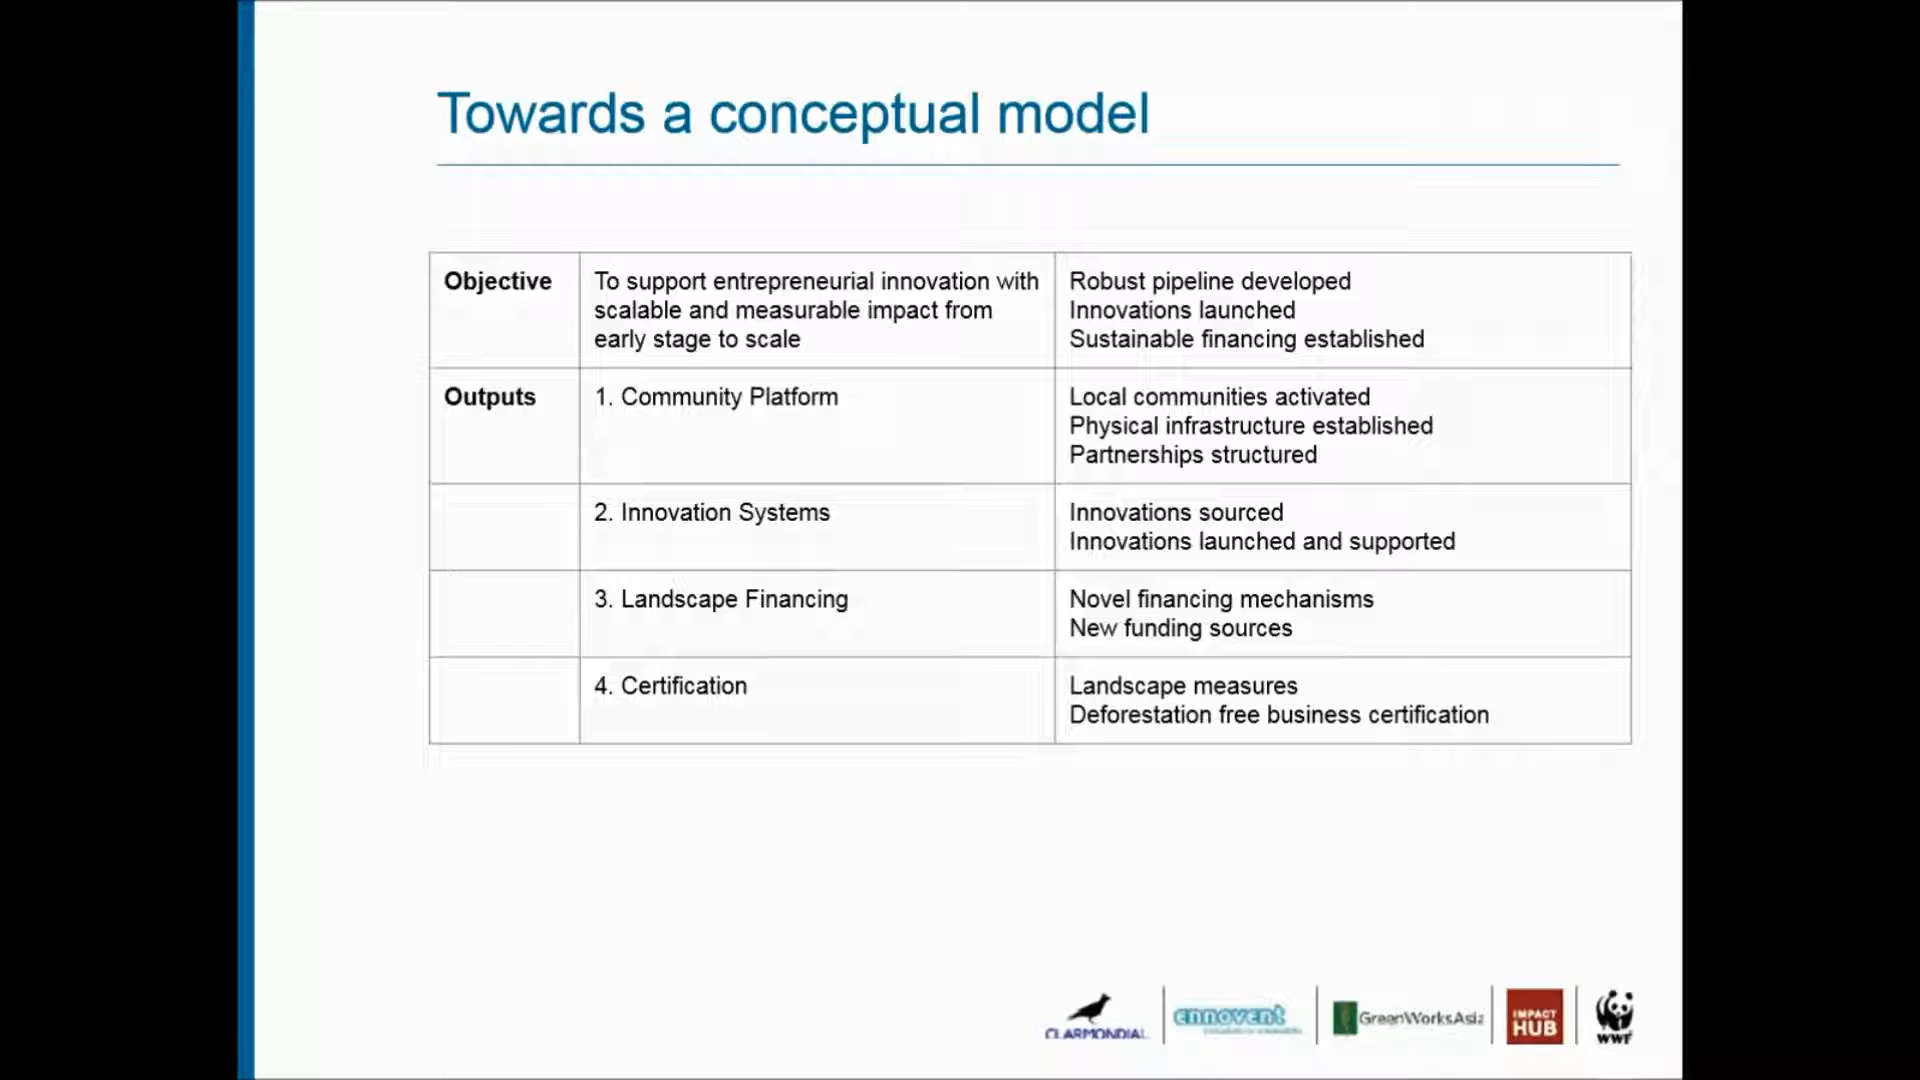 Towards a conceptual model
Objective
To support entrepreneurial innovation with
scalable and measurable impact from
early stage to scale
Robust pipeline developed
Innovations launched
Sustainable financing established
Outputs
1. Community Platform
Local communities activated
Physical infrastructure established
Partnerships structured
2. Innovation Systems
Innovations sourced
Innovations launched and supported
3. Landscape Financing
Novel financing mechanisms
New funding sources
4. Certification
Landscape measures
Deforestation free business certification
CLARMONDIAL
ennovent
GreenWorksAsia
IMPACT
HUB
WWF